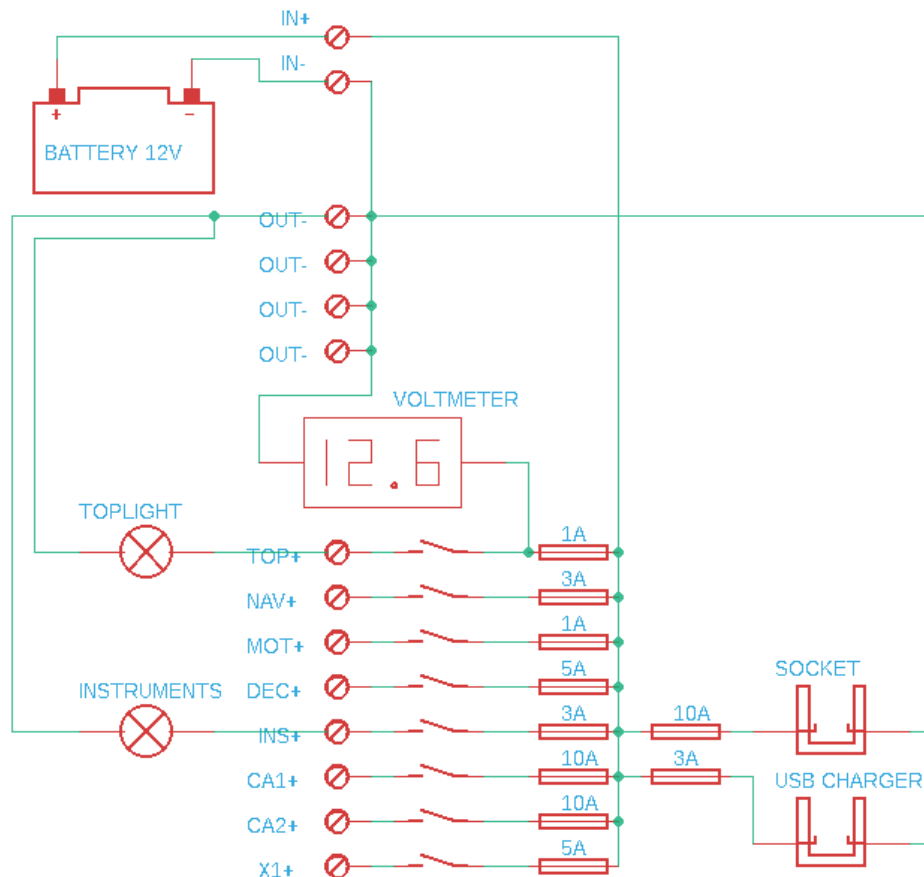 IN+
IN-
+ -
BATTERY 12V
OUT-
OUT-
OUT-
OUT-
VOLTMETER
12.6
TOPLIGHT
TOP+
1A
NAV+
3A
MOT+
1A
DEC+
5A
INSTRUMENTS
SOCKET
INS+
3A
10A
CA1+
10A
3A
USB CHARGER
CA2+
10A
X1+
5A